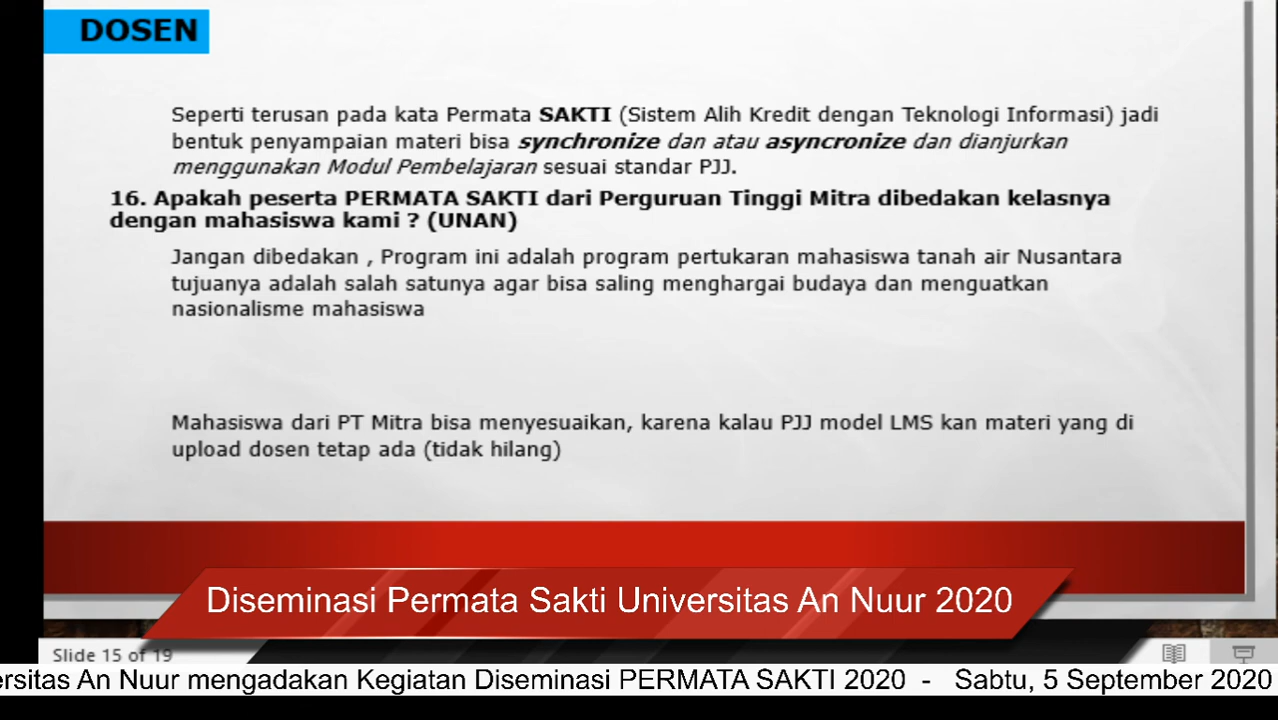 DOSEN
Seperti terusan pada kata Permata SAKTI (Sistem Alih Kredit dengan Teknologi Informasi) jadi
bentuk penyampaian materi bisa synchronize dan atau asyncronize dan dianjurkan
menggunakan Modul Pembelajaran sesuai standar PJJ.
16. Apakah peserta PERMATA SAKTI dari Perguruan Tinggi Mitra dibedakan kelasnya
dengan mahasiswa kami ? (UNAN)
Jangan dibedakan , Program ini adalah program pertukaran mahasiswa tanah air Nusantara
tujuanya adalah salah satunya agar bisa saling menghargai budaya dan menguatkan
nasionalisme mahasiswa
Mahasiswa dari PT Mitra bisa menyesuaikan, karena kalau PJJ model LMS kan materi yang di
upload dosen tetap ada (tidak hilang)
Diseminasi Permata Sakti Universitas An Nuur 2020
Slide 15 of 19
ersitas An Nuur mengadakan Kegiatan Diseminasi PERMATA SAKTI 2020 - Sabtu, 5 September 2020